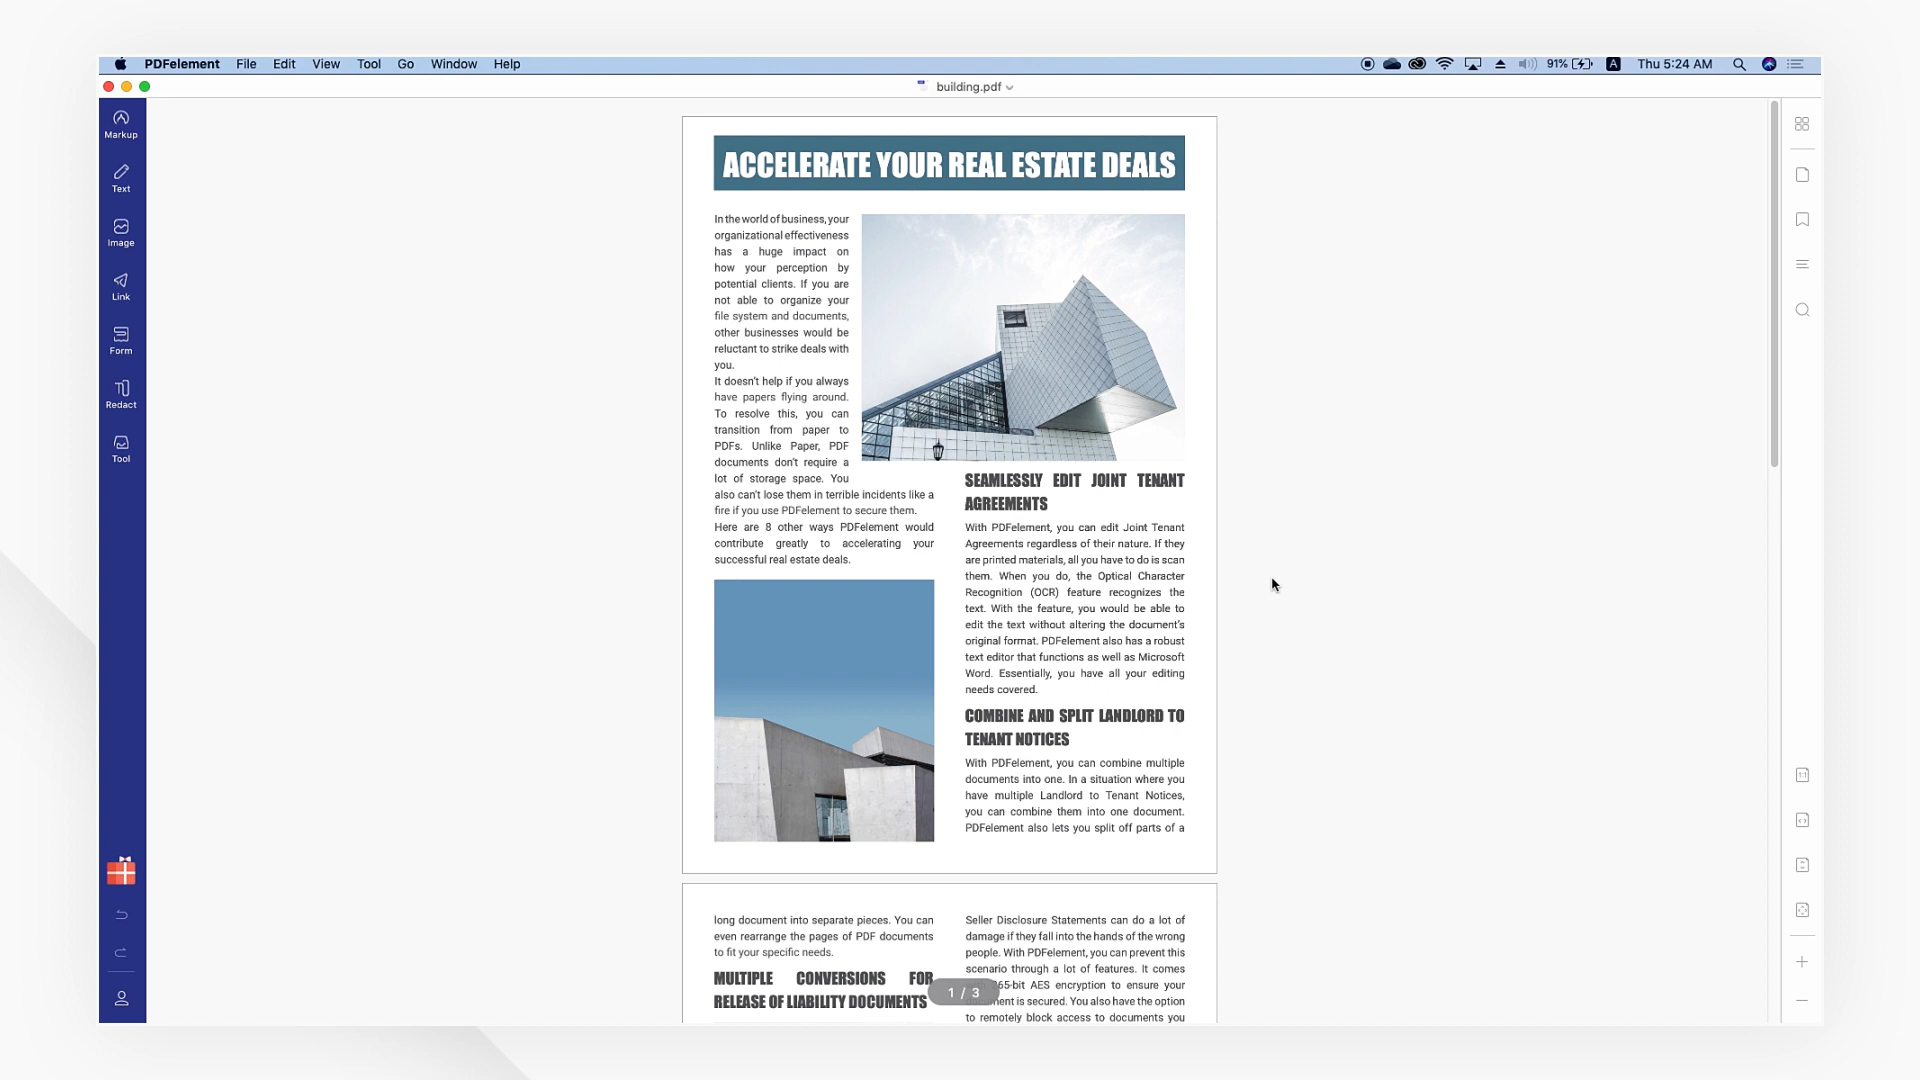 PDFelement File Edit View Tool Go Window Help 91% A Thu 5:24 AM
building.pdf
Markup
Text
Image
Link
Form
Redact
Tool
ACCELERATE YOUR REAL ESTATE DEALS
In the world of business, your
organizational effectiveness
has a huge impact on
how your perception by
potential clients. If you are
not able to organize your
file system and documents,
other businesses would be
reluctant to strike deals with
you.
It doesn't help if you always
have papers flying around.
To resolve this, you can
transition from paper to
PDFs. Unlike Paper, PDF
documents don't require a
lot of storage space. You
also can't lose them in terrible incidents like a
fire if you use PDFelement to secure them.
Here are 8 other ways PDFelement would
contribute greatly to accelerating your
successful real estate deals.
SEAMLESSLY EDIT JOINT TENANT
AGREEMENTS
With PDFelement, you can edit Joint Tenant
Agreements regardless of their nature. If they
are printed materials, all you have to do is scan
them. When you do, the Optical Character
Recognition (OCR) feature recognizes the
text. With the feature, you would be able to
edit the text without altering the document's
original format. PDFelement also has a robust
text editor that functions as well as Microsoft
Word. Essentially, you have all your editing
needs covered.
COMBINE AND SPLIT LANDLORD TO
TENANT NOTICES
With PDFelement, you can combine multiple
documents into one. In a situation where you
have multiple Landlord to Tenant Notices,
you can combine them into one document.
PDFelement also lets you split off parts of a
long document into separate pieces. You can
even rearrange the pages of PDF documents
to fit your specific needs.
MULTIPLE CONVERSIONS FOR
RELEASE OF LIABILITY DOCUMENTS
Seller Disclosure Statements can do a lot of
damage if they fall into the hands of the wrong
people. With PDFelement, you can prevent this
scenario through a lot of features. It comes
65-bit AES encryption to ensure your
ment is secured. You also have the option
to remotely block access to documents you
1 / 3
1:1